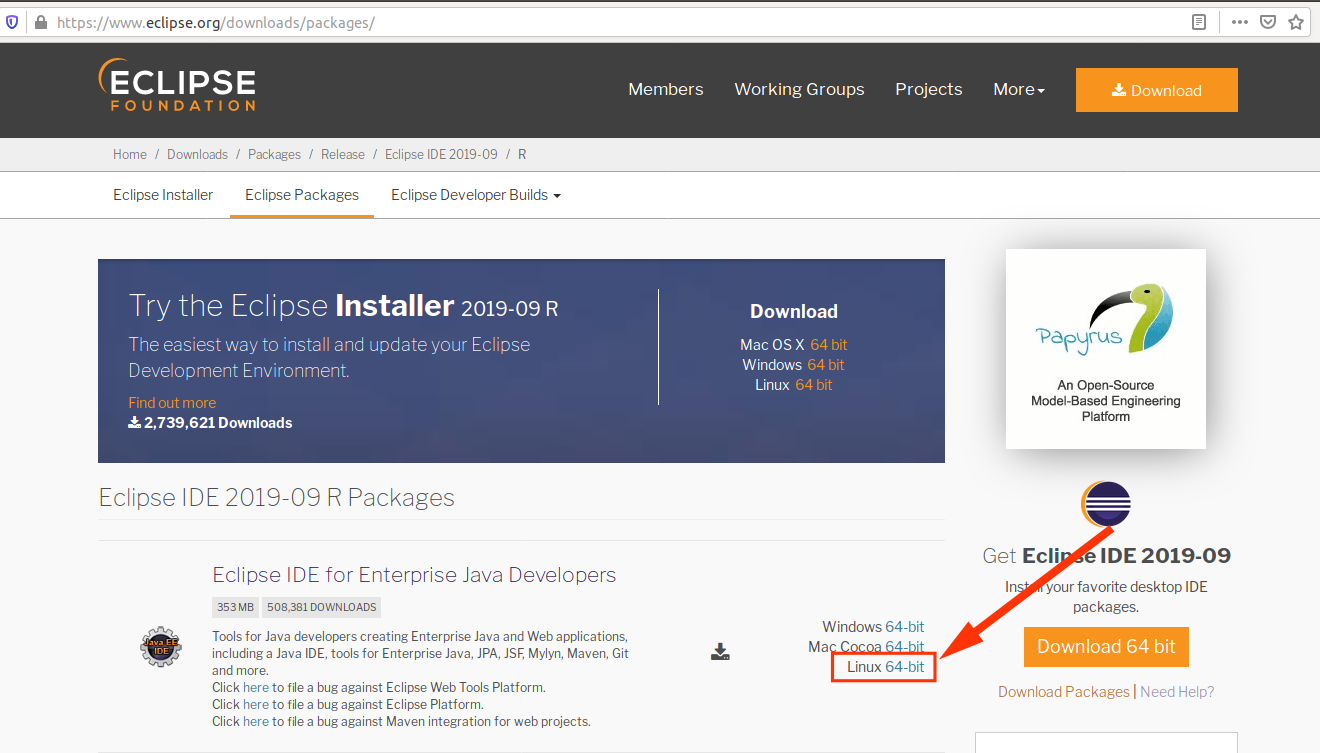 https://www.eclipse.org/downloads/packages/
ECLIPSE
FOUNDATION
Members Working Groups Projects More Download
Home / Downloads / Packages / Release / Eclipse IDE 2019-09 / R
Eclipse Installer Eclipse Packages Eclipse Developer Builds
Try the Eclipse Installer 2019-09 R
The easiest way to install and update your Eclipse
Development Environment.
Find out more
2,739,621 Downloads
Download
Mac OS X 64 bit
Windows 64 bit
Linux 64 bit
Papyrus
An Open-Source
Model-Based Engineering
Platform
Eclipse IDE 2019-09 R Packages
Eclipse IDE for Enterprise Java Developers
353 MB 508,381 DOWNLOADS
Java EE
IDE
Tools for Java developers creating Enterprise Java and Web applications,
including a Java IDE, tools for Enterprise Java, JPA, JSF, Mylyn, Maven, Git
and more.
Click here to file a bug against Eclipse Web Tools Platform.
Click here to file a bug against Eclipse Platform.
Click here to file a bug against Maven integration for web projects.
Windows 64-bit
Mac Cocoa 64-bit
Linux 64-bit
Get Eclipse IDE 2019-09
Install your favorite desktop IDE
packages.
Download 64 bit
Download Packages | Need Help?